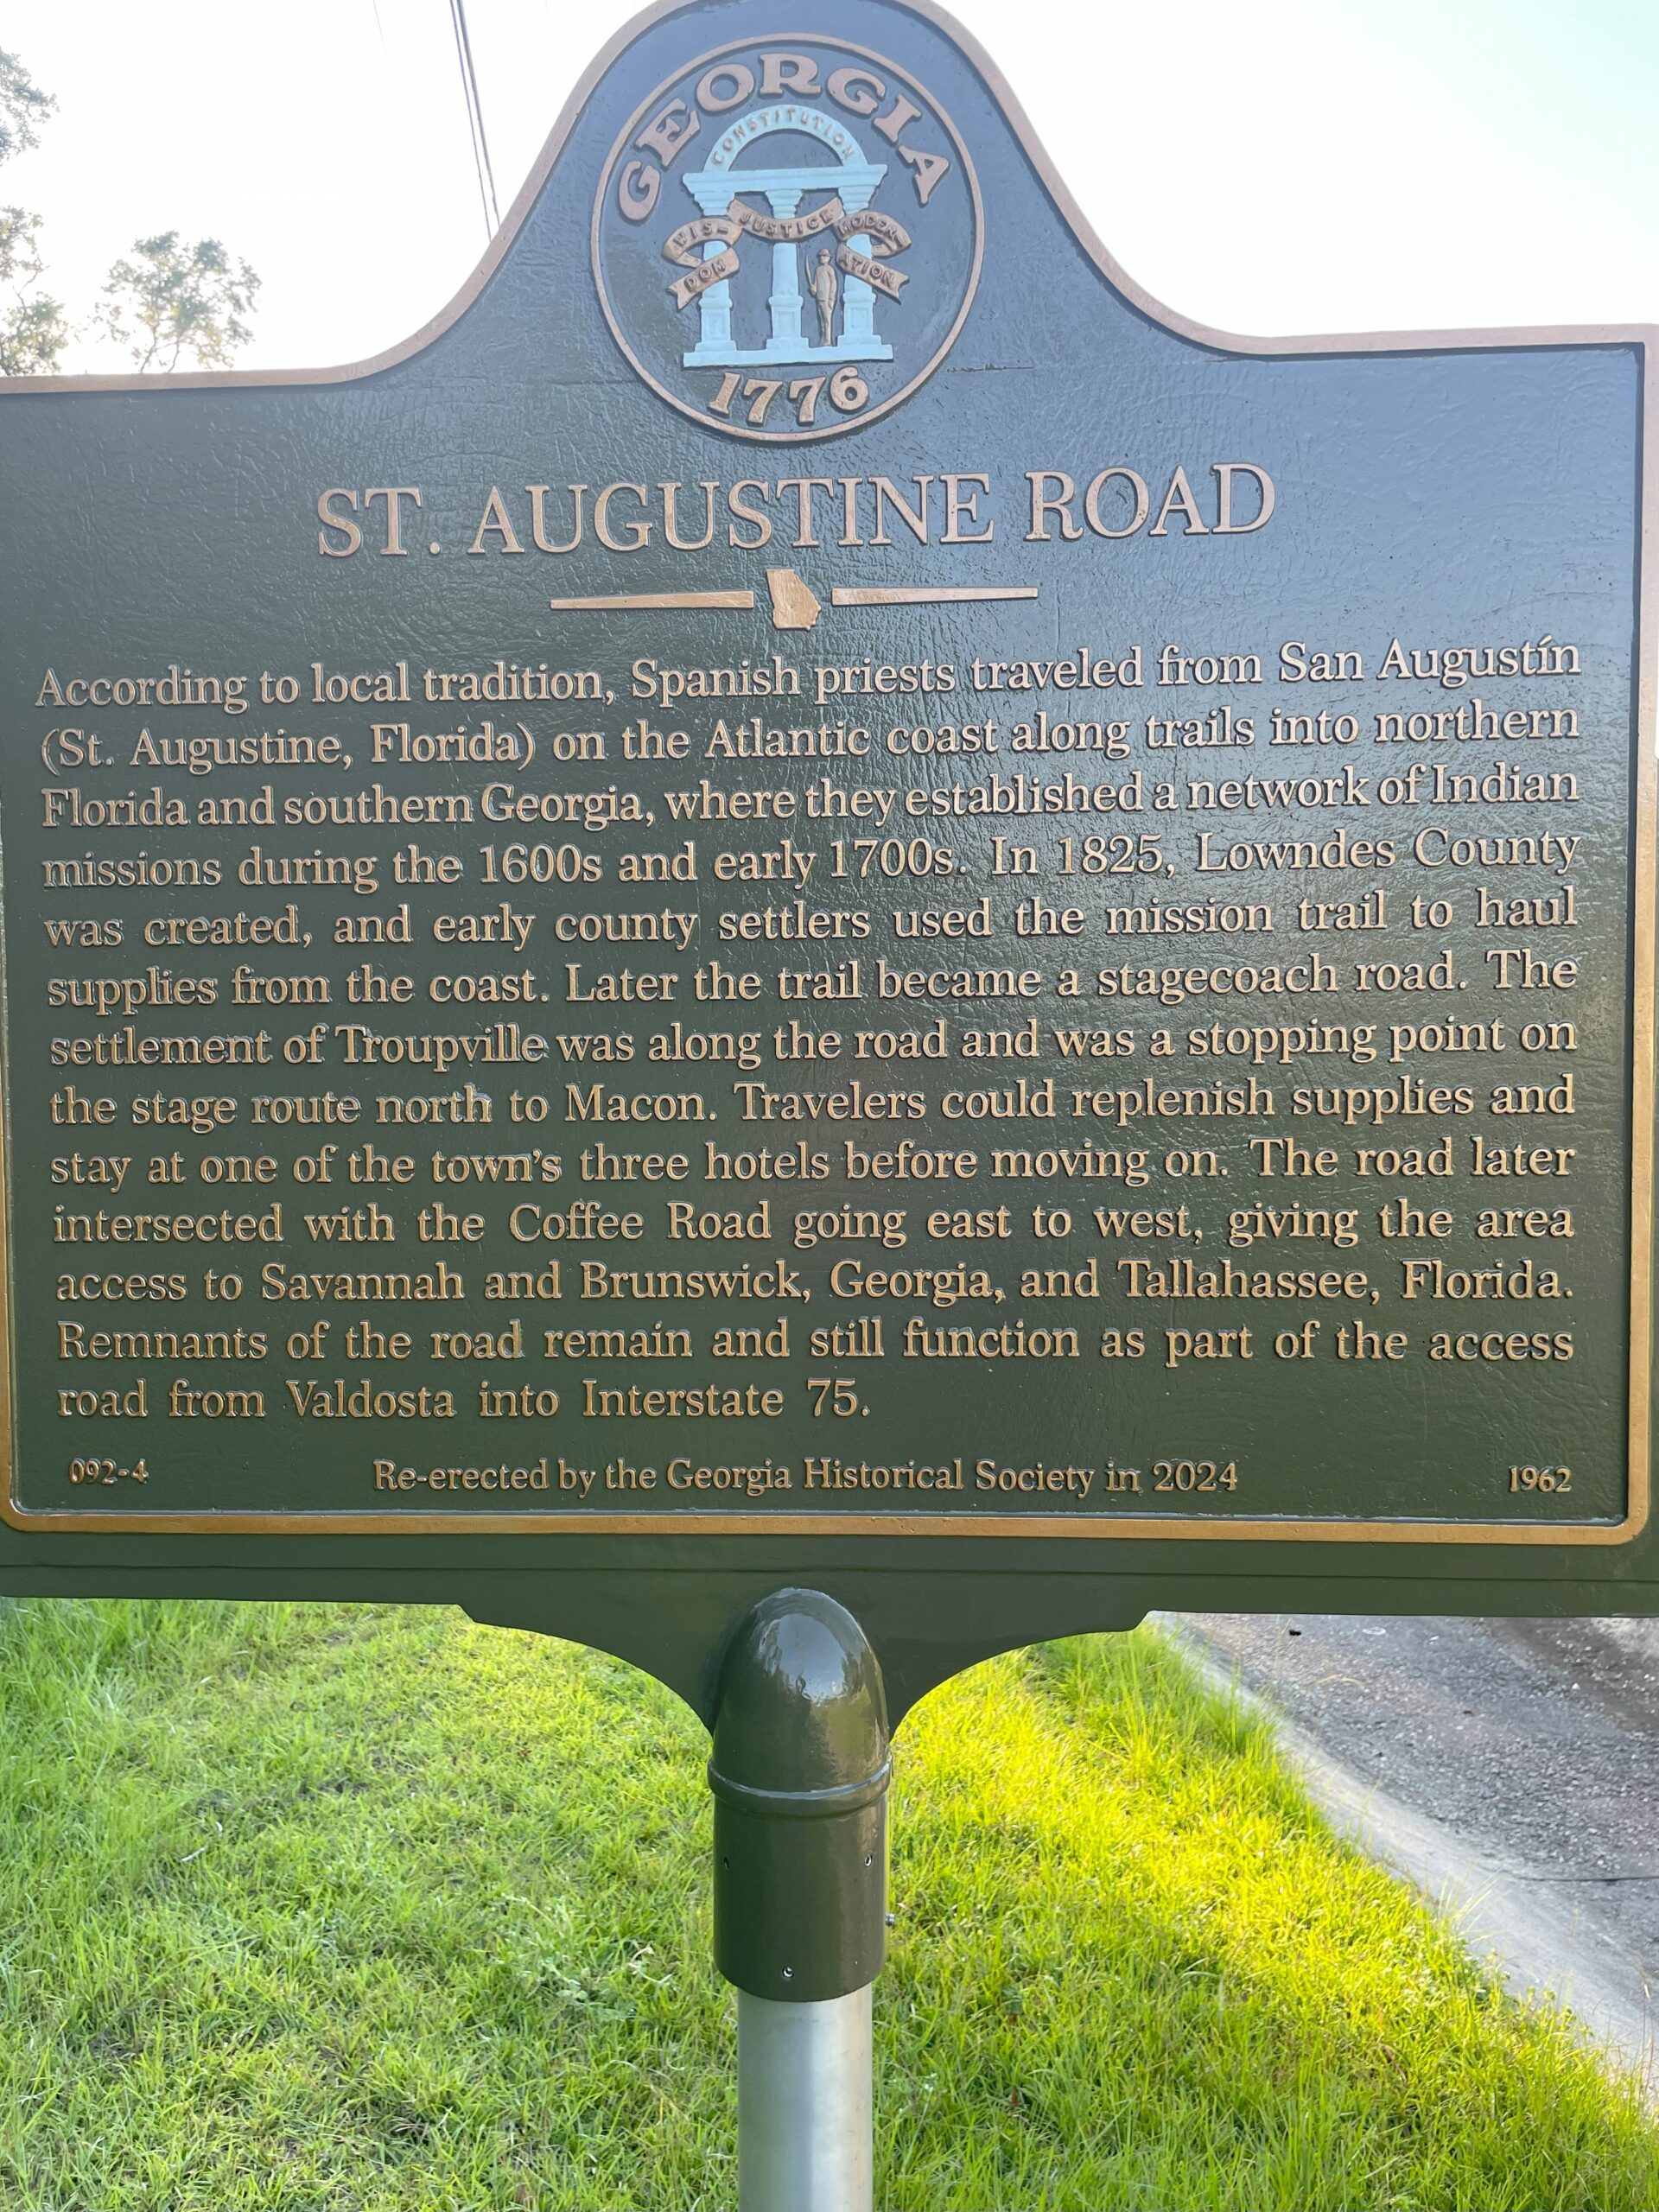 GEORGIA
CONSTITUTION
WIS- JUSTICE MODER-
DOM ATION
1776
ST. AUGUSTINE ROAD
According to local tradition, Spanish priests traveled from San Augustín
(St. Augustine, Florida) on the Atlantic coast along trails into northern
Florida and southern Georgia, where they established a network of Indian
missions during the 1600s and early 1700s. In 1825, Lowndes County
was created, and early county settlers used the mission trail to haul
supplies from the coast. Later the trail became a stagecoach road. The
settlement of Troupville was along the road and was a stopping point on
the stage route north to Macon. Travelers could replenish supplies and
stay at one of the town's three hotels before moving on. The road later
intersected with the Coffee Road going east to west, giving the area
access to Savannah and Brunswick, Georgia, and Tallahassee, Florida.
Remnants of the road remain and still function as part of the access
road from Valdosta into Interstate 75.
092-4 Re-erected by the Georgia Historical Society in 2024 1962